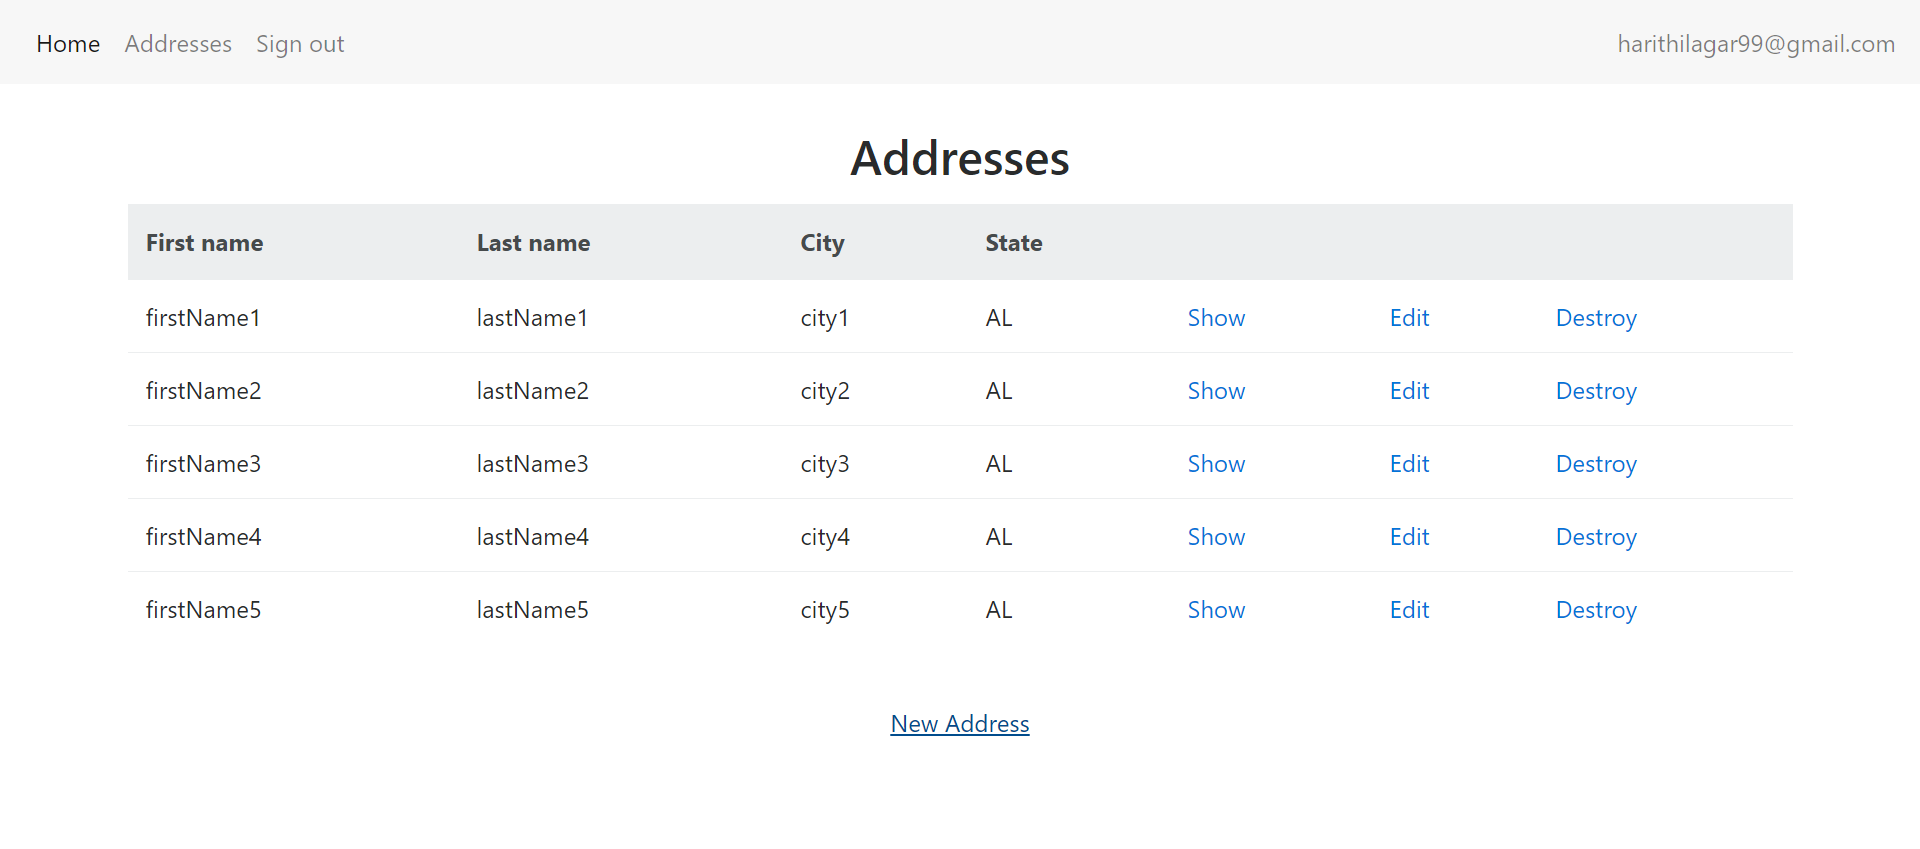 Home Addresses Sign out harithilagar99@gmail.com
Addresses
First name Last name City State
firstName1 lastName1 city1 AL Show Edit Destroy
firstName2 lastName2 city2 AL Show Edit Destroy
firstName3 lastName3 city3 AL Show Edit Destroy
firstName4 lastName4 city4 AL Show Edit Destroy
firstName5 lastName5 city5 AL Show Edit Destroy
New Address